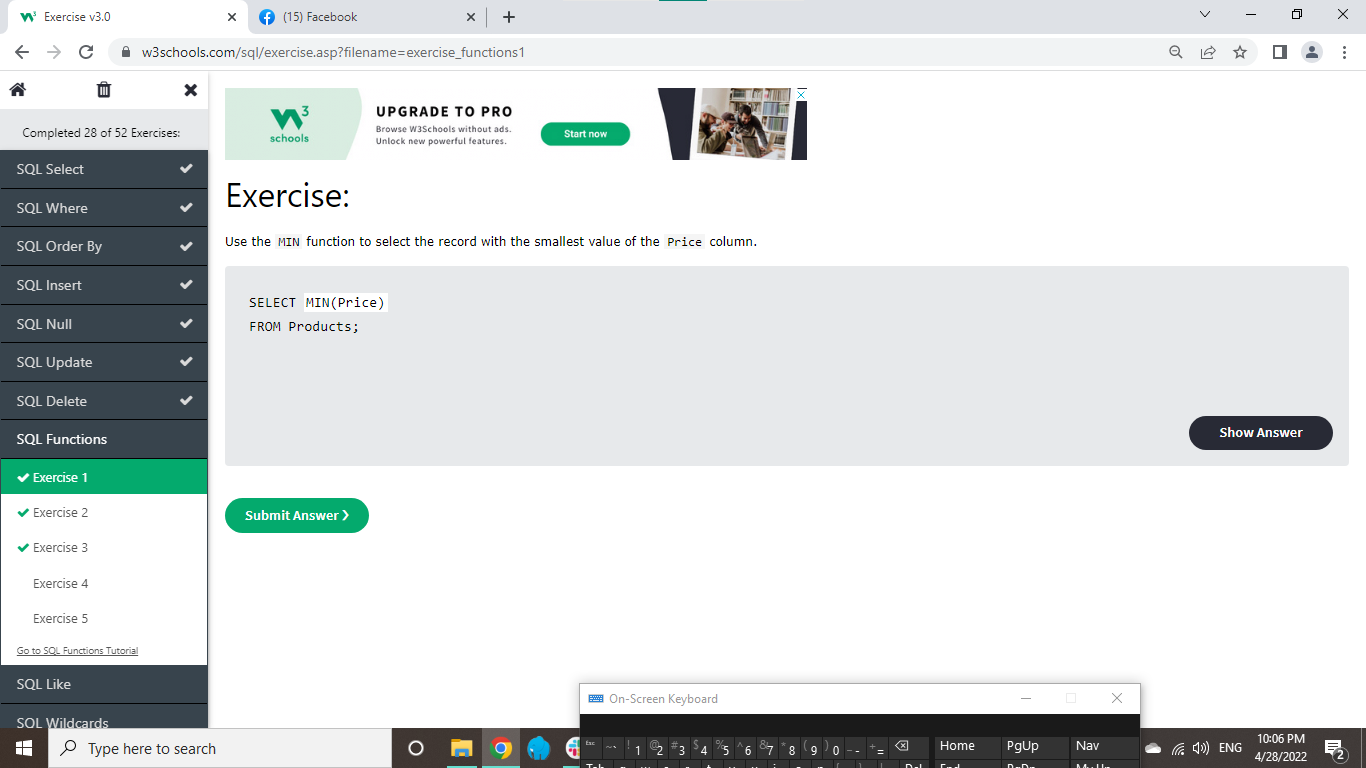 Exercise v3.0
(15) Facebook
w3schools.com/sql/exercise.asp?filename=exercise_functions1
Completed 28 of 52 Exercises:
SQL Select
SQL Where
SQL Order By
SQL Insert
SQL Null
SQL Update
SQL Delete
SQL Functions
Exercise 1
Exercise 2
Exercise 3
Exercise 4
Exercise 5
Go to SQL Functions Tutorial
SQL Like
SQL Wildcards
W3
schools
UPGRADE TO PRO
Browse W3Schools without ads.
Unlock new powerful features.
Start now
Exercise:
Use the MIN function to select the record with the smallest value of the Price column.
SELECT MIN(Price)
FROM Products;
Show Answer
Submit Answer ❯
On-Screen Keyboard
Esc ~ ` ! 1 @ 2 # 3 $ 4 % 5 ^ 6 & 7 * 8 ( 9 ) 0 _ - + = Home PgUp Nav
Tab Del End PgDn Mv Up
Type here to search
ENG
10:06 PM
4/28/2022
2